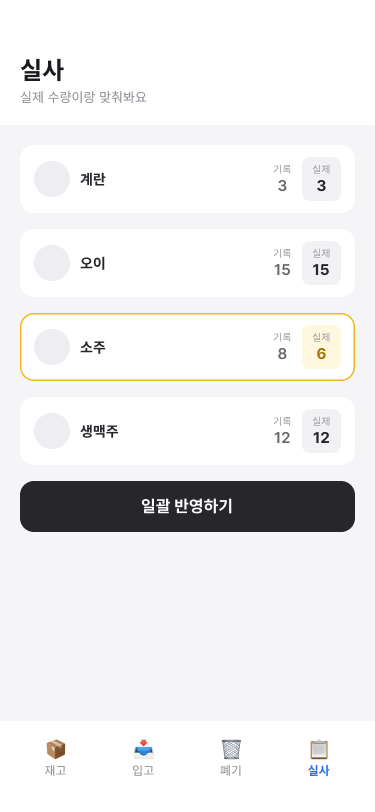 실사
실제 수량이랑 맞춰봐요
계란
기록
3
실제
3
오이
기록
15
실제
15
소주
기록
8
실제
6
생맥주
기록
12
실제
12
일괄 반영하기
재고
입고
폐기
실사